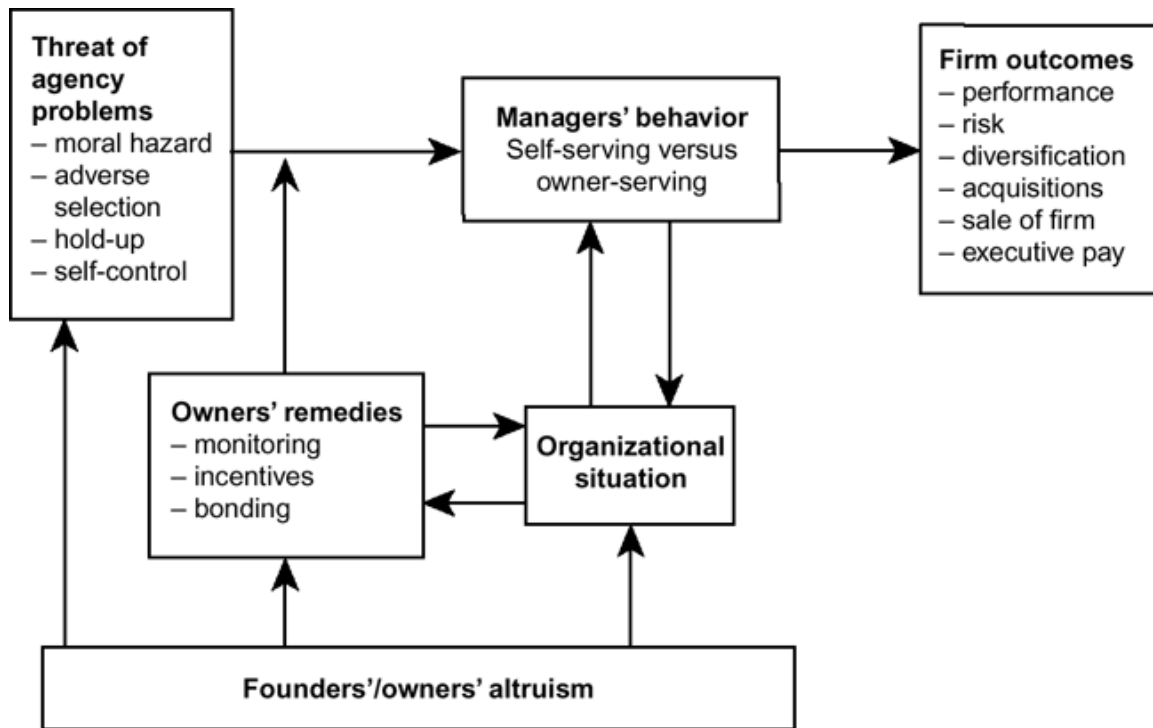 Threat of
agency
problems
– moral hazard
– adverse
selection
– hold-up
– self-control
Managers’ behavior
Self-serving versus
owner-serving
Firm outcomes
– performance
– risk
– diversification
– acquisitions
– sale of firm
– executive pay
Owners’ remedies
– monitoring
– incentives
– bonding
Organizational
situation
Founders’/owners’ altruism